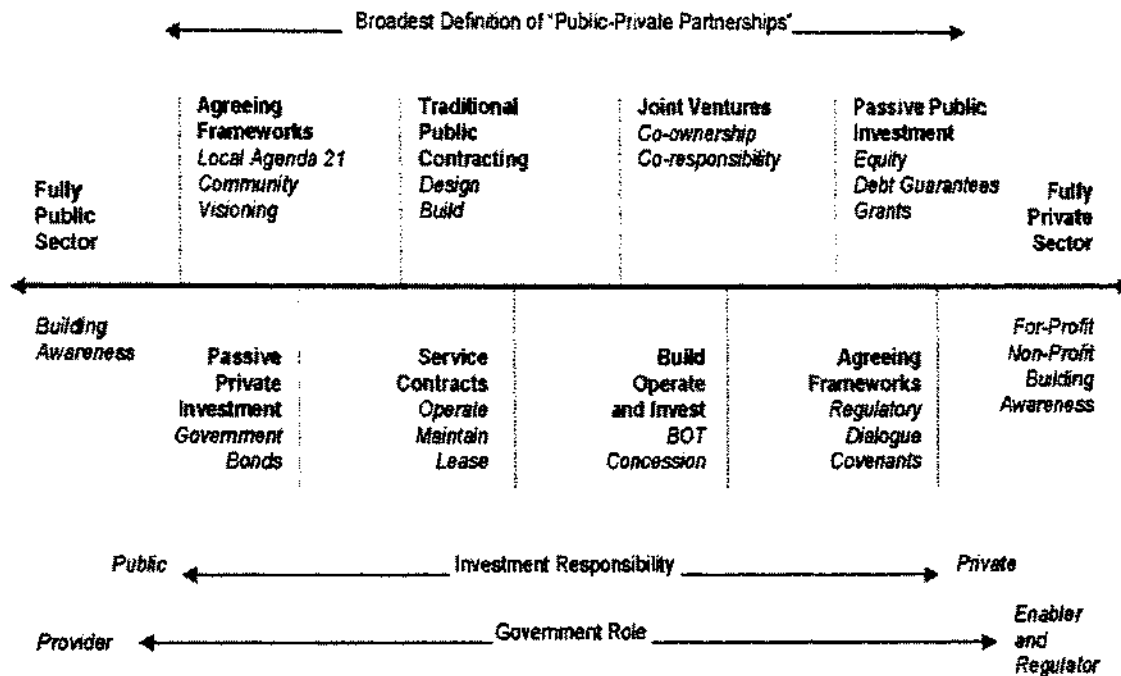 Broadest Definition of "Public-Private Partnerships"
Agreeing
Frameworks
Local Agenda 21
Community
Visioning
Traditional
Public
Contracting
Design
Build
Joint Ventures
Co-ownership
Co-responsibility
Passive Public
Investment
Equity
Debt Guarantees
Grants
Fully
Public
Sector
Fully
Private
Sector
Building
Awareness
Passive
Private
Investment
Government
Bonds
Service
Contracts
Operate
Maintain
Lease
Build
Operate
and Invest
BOT
Concession
Agreeing
Frameworks
Regulatory
Dialogue
Covenants
For-Profit
Non-Profit
Building
Awareness
Public
Investment Responsibility
Private
Provider
Government Role
Enabler
and
Regulator